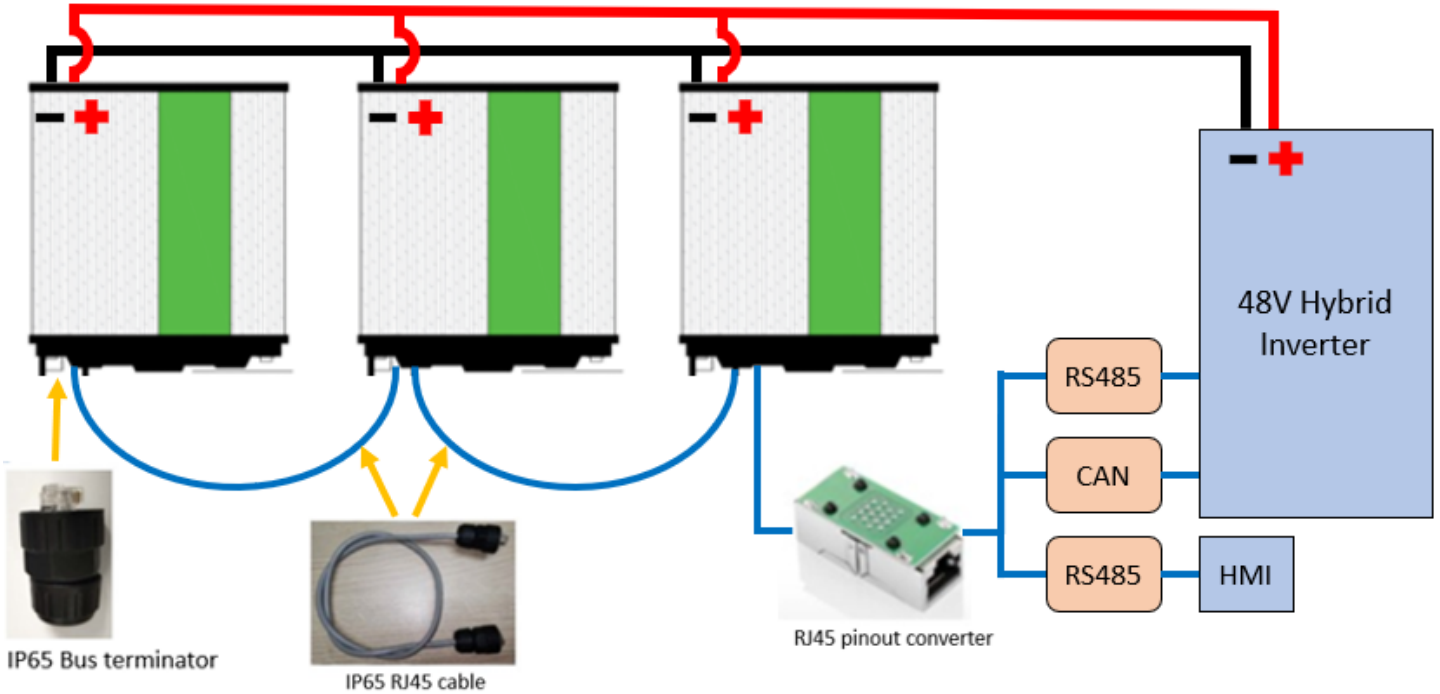 48V Hybrid
Inverter
RS485
CAN
RS485
HMI
RJ45 pinout converter
IP65 Bus terminator
IP65 RJ45 cable